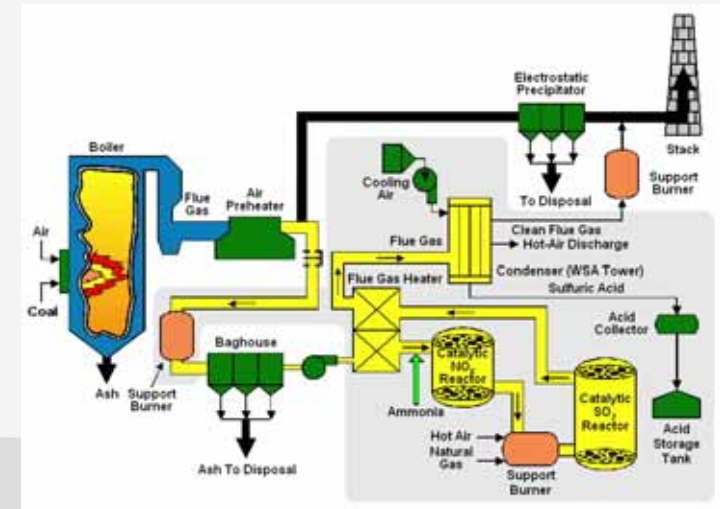 Electrostatic
Precipitator
Boiler
Stack
Cooling
Air
Air
Preheater
Flue
Gas
Support
Burner
To Disposal
Air
Clean Flue Gas
Flue Gas
Hot-Air Discharge
Condenser (WSA Tower)
Flue Gas Heater
Sulfuric Acid
Coal
Acid
Collector
Baghouse
Catalytic
NOx
Reactor
Ash
Support
Burner
Catalytic
SO2
Reactor
Ammonia
Hot Air
Natural
Gas
Acid
Storage
Tank
Ash To Disposal
Support
Burner